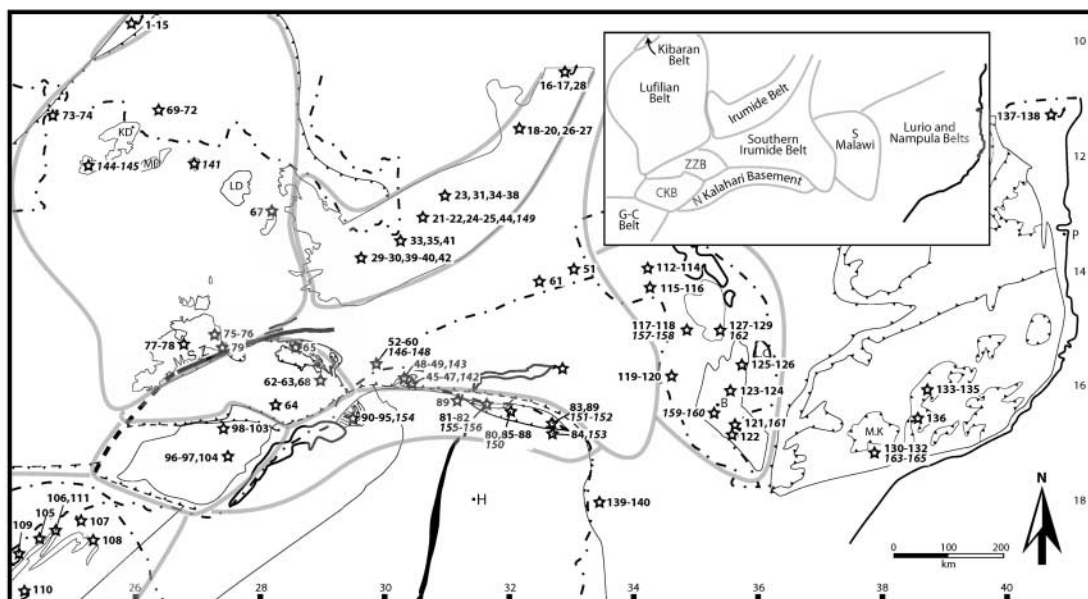 1-15
10
Kibaran
Belt
Lufilian
Belt
Irumide Belt
Southern
Irumide Belt
S
Malawi
Lurio and
Nampula Belts
ZZB
CKB
N Kalahari Basement
G-C
Belt
16-17,28
73-74
69-72
KD
137-138
18-20, 26-27
12
144-145
141
LD
23,31,34-38
67
21-22,24-25,44,149
33,35,41
P
29-30,39-40,42
51
112-114
14
61
115-116
75-76
117-118
157-158
127-129
162
77-78
M.S.Z
79
65
52-60
146-148
48-49,143
45-47,142
125-126
62-63,68
119-120
123-124
16
133-135
64
89
81-82
155-156
83,89
151-152
B
159-160
136
90-95,154
80,85-88
150
84,153
121,161
M.K
98-103
122
130-132
163-165
96-97,104
N
106,111
H
139-140
18
105
107
109
108
0 100 200
km
110
26
28
30
32
34
36
38
40